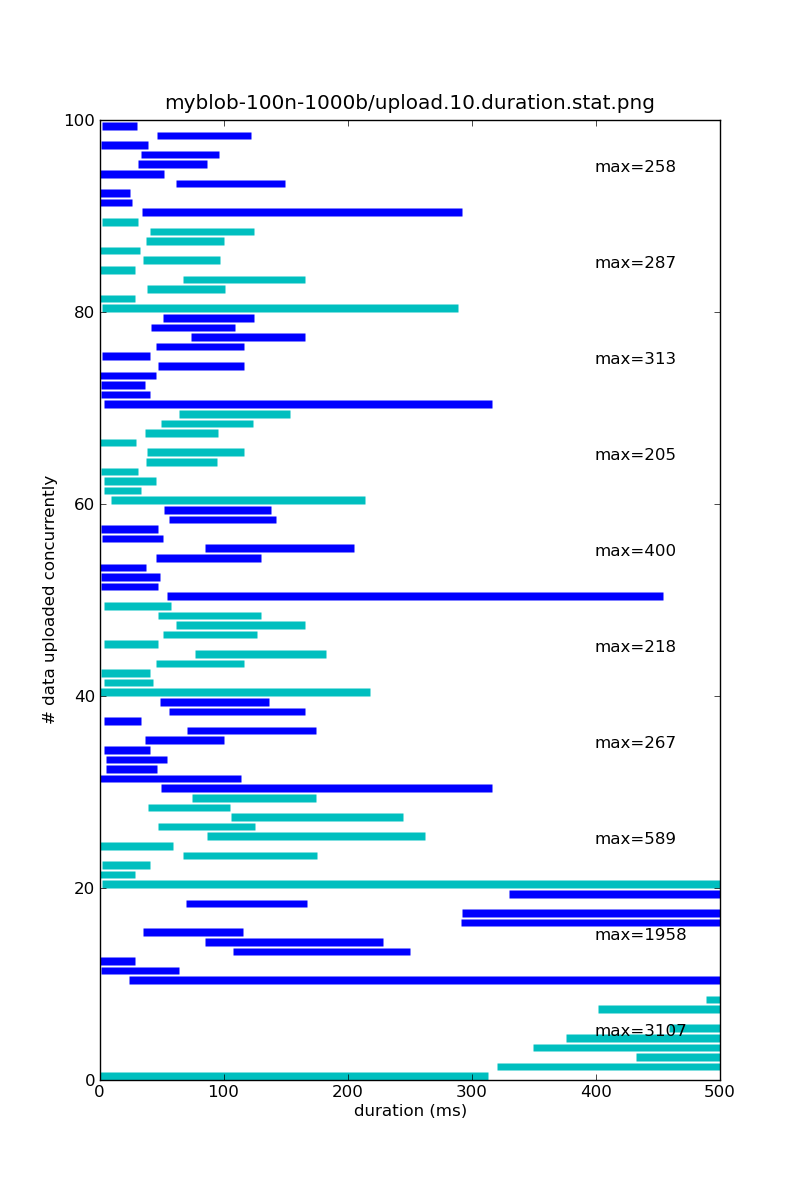 myblob-100n-1000b/upload.10.duration.stat.png
100
max=258
max=287
80
max=313
max=205
60
max=400
# data uploaded concurrently
max=218
40
max=267
max=589
20
max=1958
max=3107
0
0 100 200 300 400 500
duration (ms)